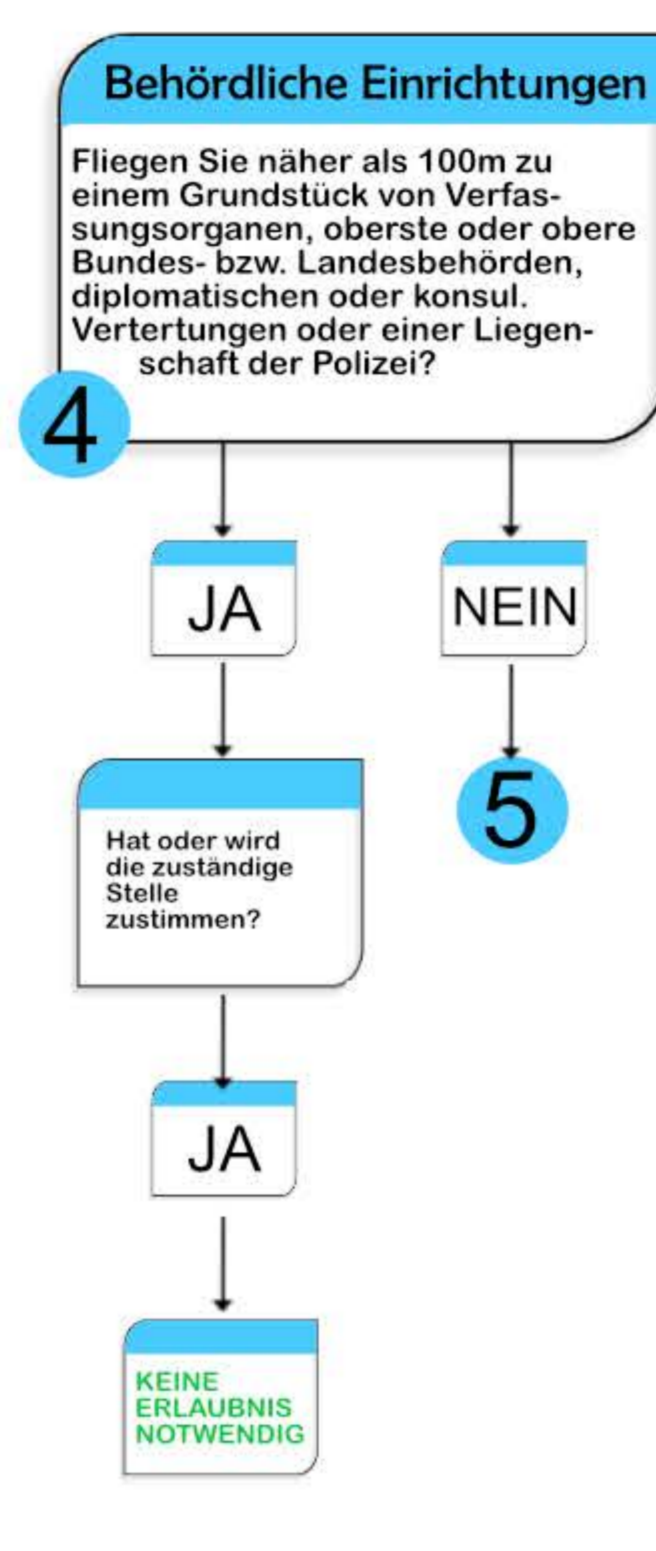 Behördliche Einrichtungen
Fliegen Sie näher als 100m zu
einem Grundstück von Verfas-
sungsorganen, oberste oder obere
Bundes- bzw. Landesbehörden,
diplomatischen oder konsul.
Vertertungen oder einer Liegen-
schaft der Polizei?
4
JA
NEIN
5
Hat oder wird
die zuständige
Stelle
zustimmen?
JA
KEINE
ERLAUBNIS
NOTWENDIG